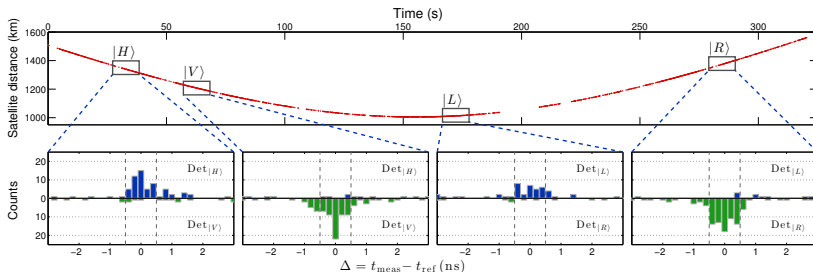 Time (s)
0 50 100 150 200 250 300
Satellite distance (km)
1600
1400
1200
1000
|H⟩
|V⟩
|L⟩
|R⟩
Counts
20
10
0
10
20
Det|H⟩
Det|V⟩
Det|H⟩
Det|V⟩
Det|L⟩
Det|R⟩
Det|L⟩
Det|R⟩
-2 -1 0 1 2
-2 -1 0 1 2
-2 -1 0 1 2
-2 -1 0 1 2
Δ = tmeas − tref (ns)